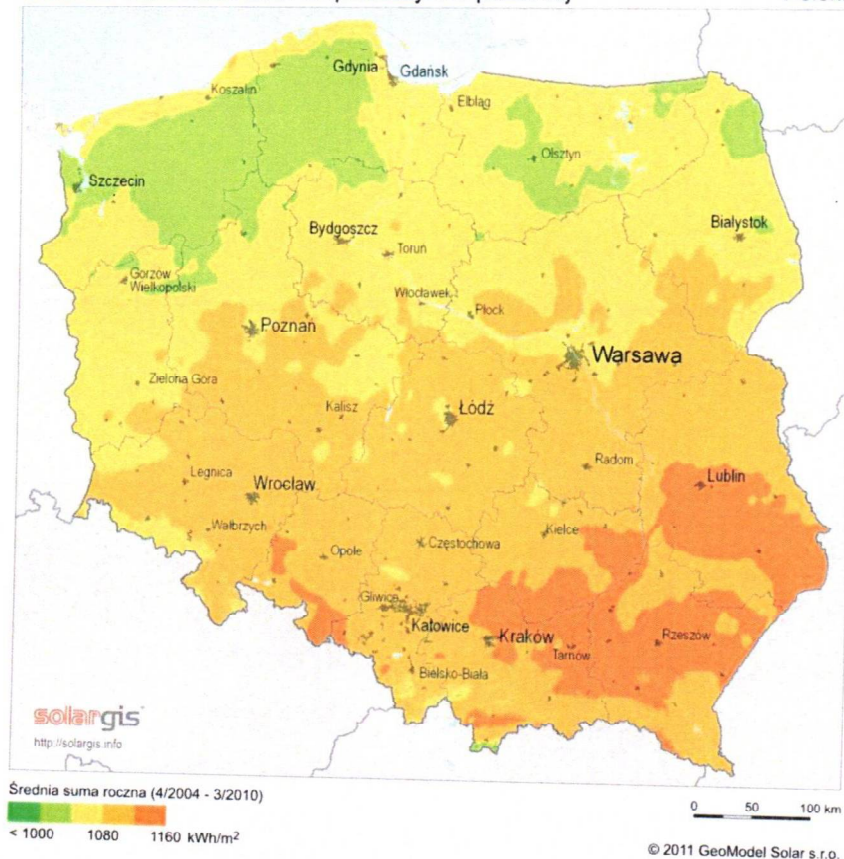 Gdynia
Gdańsk
Koszalin
Elbląg
Olsztyn
Szczecin
Bydgoszcz
Białystok
Torun
Gorzów
Wielkopolski
Włocławek
Płock
Poznan
Warsawa
Zielona Góra
Kalisz
Łódź
Radom
Lublin
Legnica
Wrocław
Wałbrzych
Kielce
Opole
Częstochowa
Gliwice
Katowice
Kraków
Tarnów
Rzeszów
Bielsko-Biała
solargis
http://solargis.info
Średnia suma roczna (4/2004 - 3/2010)
0 50 100 km
< 1000 1080 1160 kWh/m²
© 2011 GeoModel Solar s.r.o.